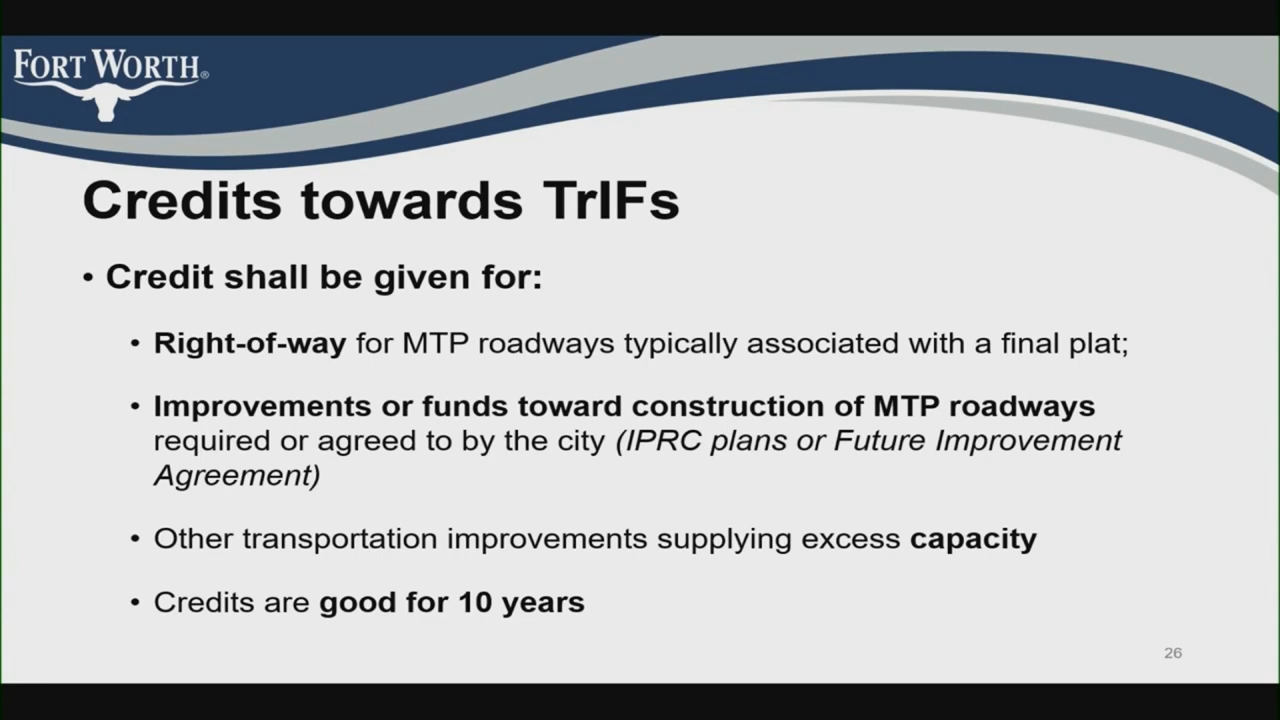 FORT WORTH®
Credits towards TrIFs
• Credit shall be given for:
• Right-of-way for MTP roadways typically associated with a final plat;
• Improvements or funds toward construction of MTP roadways
required or agreed to by the city (IPRC plans or Future Improvement
Agreement)
• Other transportation improvements supplying excess capacity
• Credits are good for 10 years
26